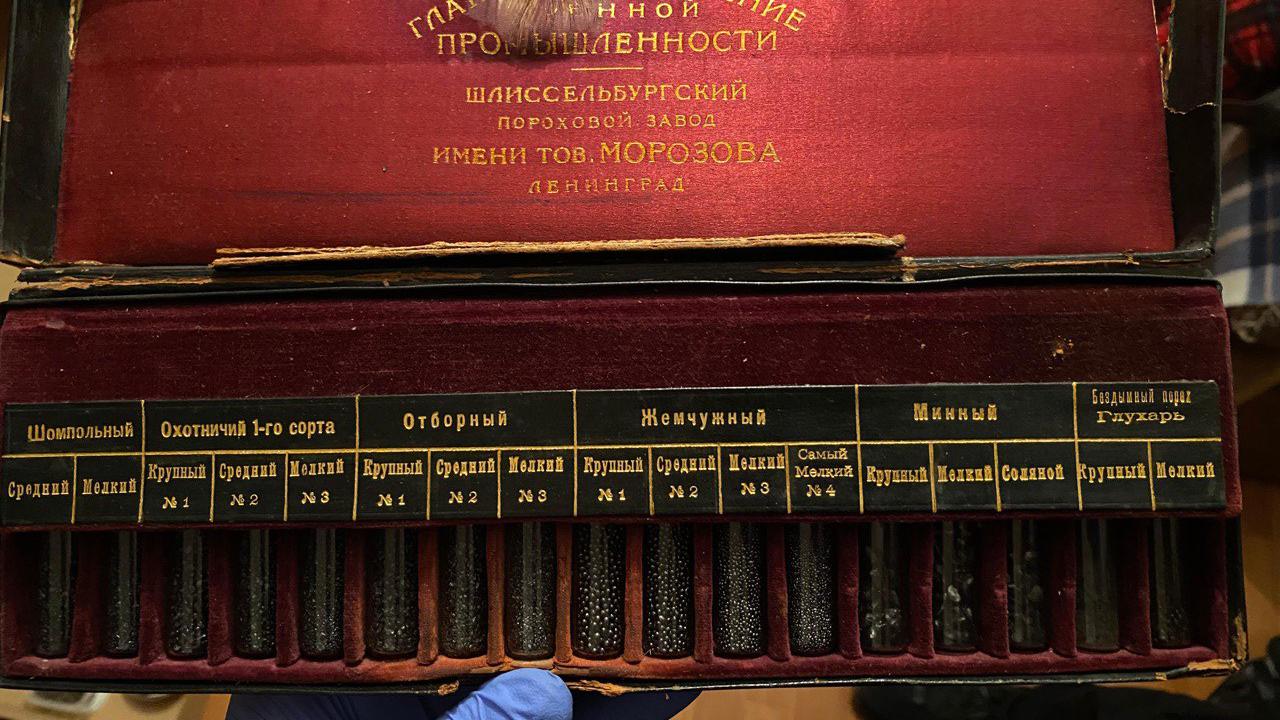 ННОЙ
ПРОМЫШЛЕННОСТИ
ШЛИССЕЛЬБУРГСКИЙ
ПОРОХОВОЙ ЗАВОД
ИМЕНИ ТОВ. МОРОЗОВА
ЛЕНИНГРАД
Шомпольный
Средний
Мелкий
Охотничий 1-го сорта
Крупный № 1
Средний № 2
Мелкий № 3
Отборный
Крупный № 1
Средний № 2
Мелкий № 3
Жемчужный
Крупный № 1
Средний № 2
Мелкий № 3
Самый Мелкий № 4
Минный
Крупный
Мелкий
Соляной
Бездымный порох
Глухарь
Крупный
Мелкий